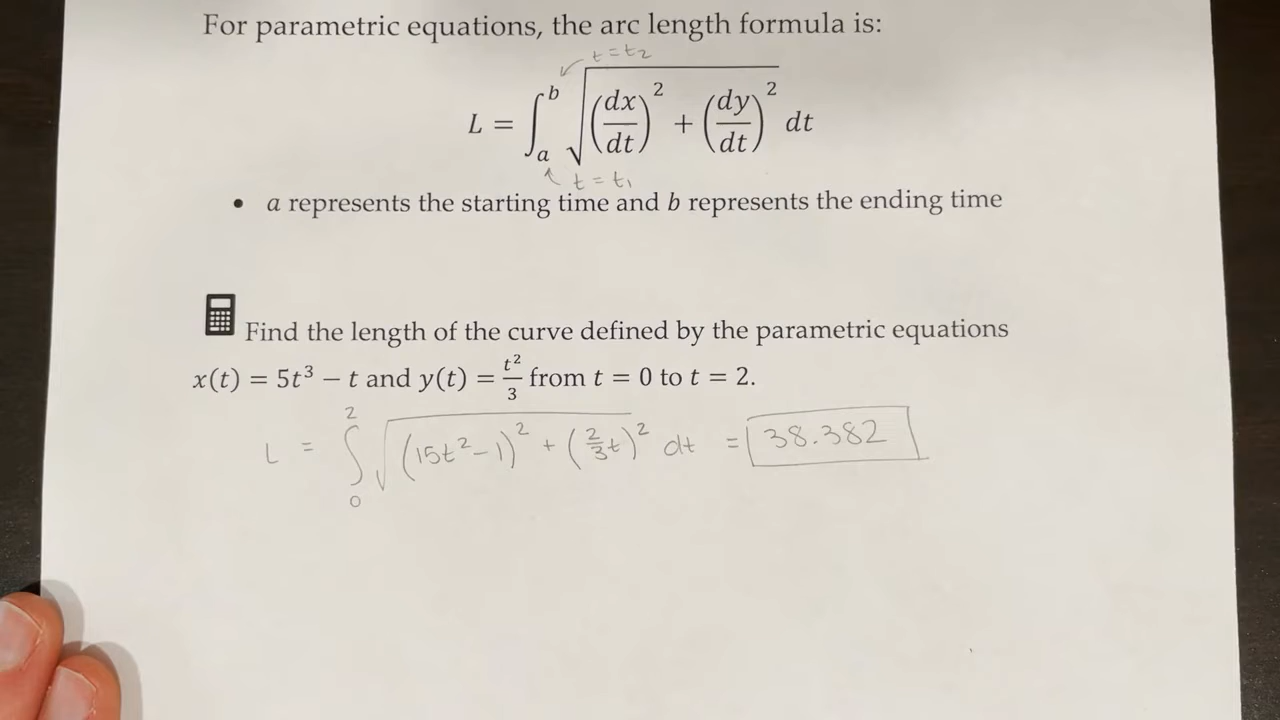 For parametric equations, the arc length formula is:
t = t₂
L = ∫ₐᵇ √((dx/dt)² + (dy/dt)²) dt
t = t₁
• a represents the starting time and b represents the ending time
Find the length of the curve defined by the parametric equations
x(t) = 5t³ − t and y(t) = t²/3 from t = 0 to t = 2.
L = ∫₀² √((15t²−1)² + (2/3 t)²) dt = 38.382